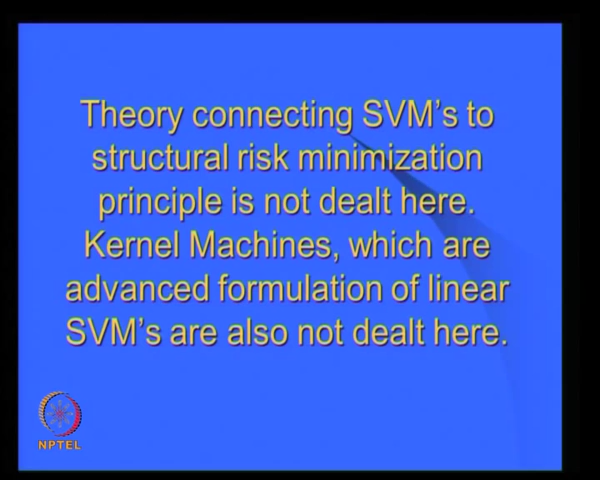 Theory connecting SVM's to
structural risk minimization
principle is not dealt here.
Kernel Machines, which are
advanced formulation of linear
SVM's are also not dealt here.
NPTEL